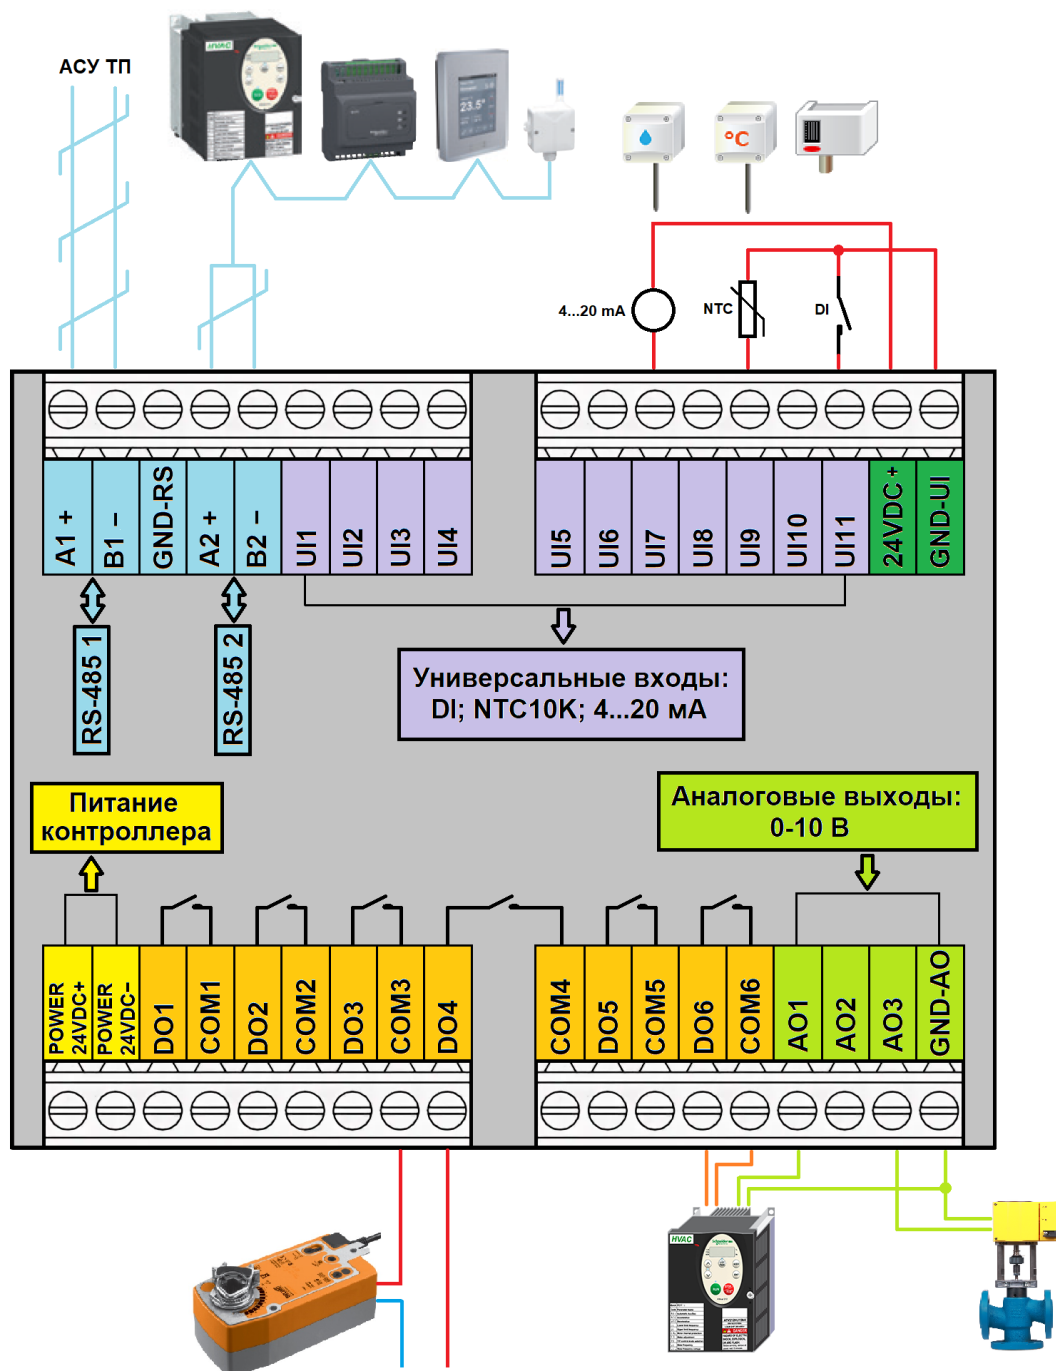 АСУ ТП
HVAC
23.5°
°C
4...20 mA
NTC
DI
A1 +
B1 −
GND-RS
A2 +
B2 −
UI1
UI2
UI3
UI4
UI5
UI6
UI7
UI8
UI9
UI10
UI11
24VDC+
GND-UI
RS-485 1
RS-485 2
Универсальные входы:
DI; NTC10K; 4...20 мА
Питание
контроллера
Аналоговые выходы:
0-10 В
POWER
24VDC+
POWER
24VDC−
DO1
COM1
DO2
COM2
DO3
COM3
DO4
COM4
DO5
COM5
DO6
COM6
AO1
AO2
AO3
GND-AO
HVAC